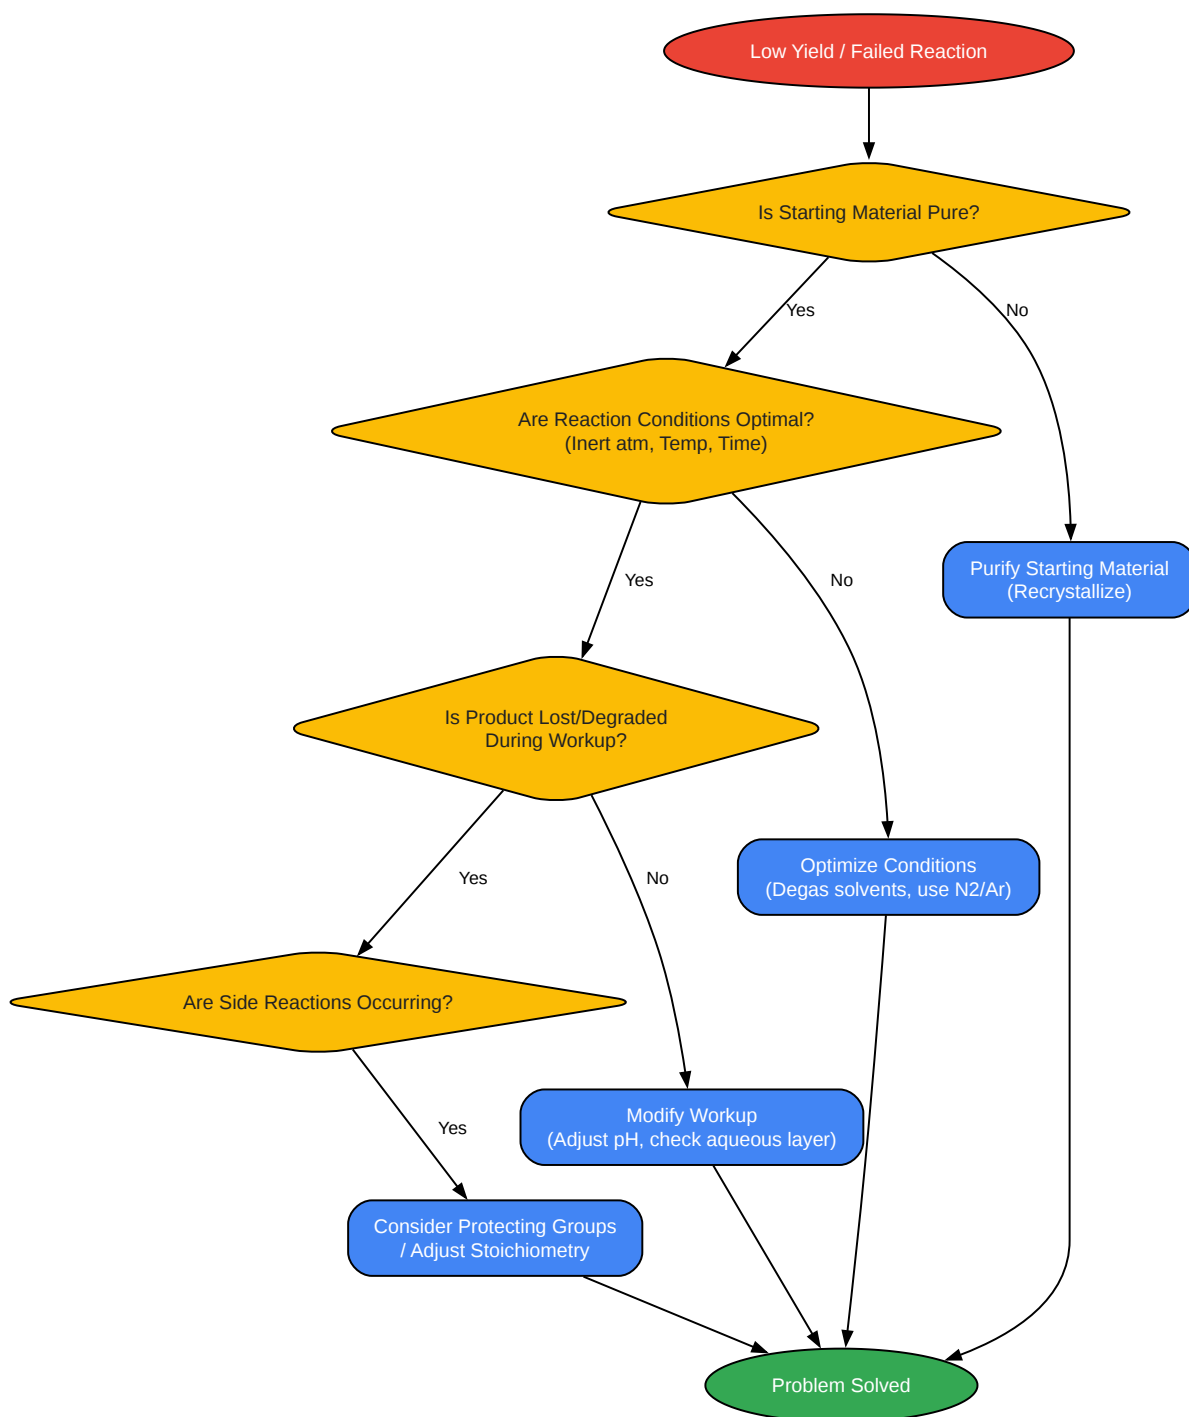 Low Yield / Failed Reaction
Is Starting Material Pure?
Yes
No
Are Reaction Conditions Optimal?
(Inert atm, Temp, Time)
Yes
No
Purify Starting Material
(Recrystallize)
Is Product Lost/Degraded
During Workup?
Yes
No
Optimize Conditions
(Degas solvents, use N2/Ar)
Are Side Reactions Occurring?
Yes
Modify Workup
(Adjust pH, check aqueous layer)
Consider Protecting Groups
/ Adjust Stoichiometry
Problem Solved